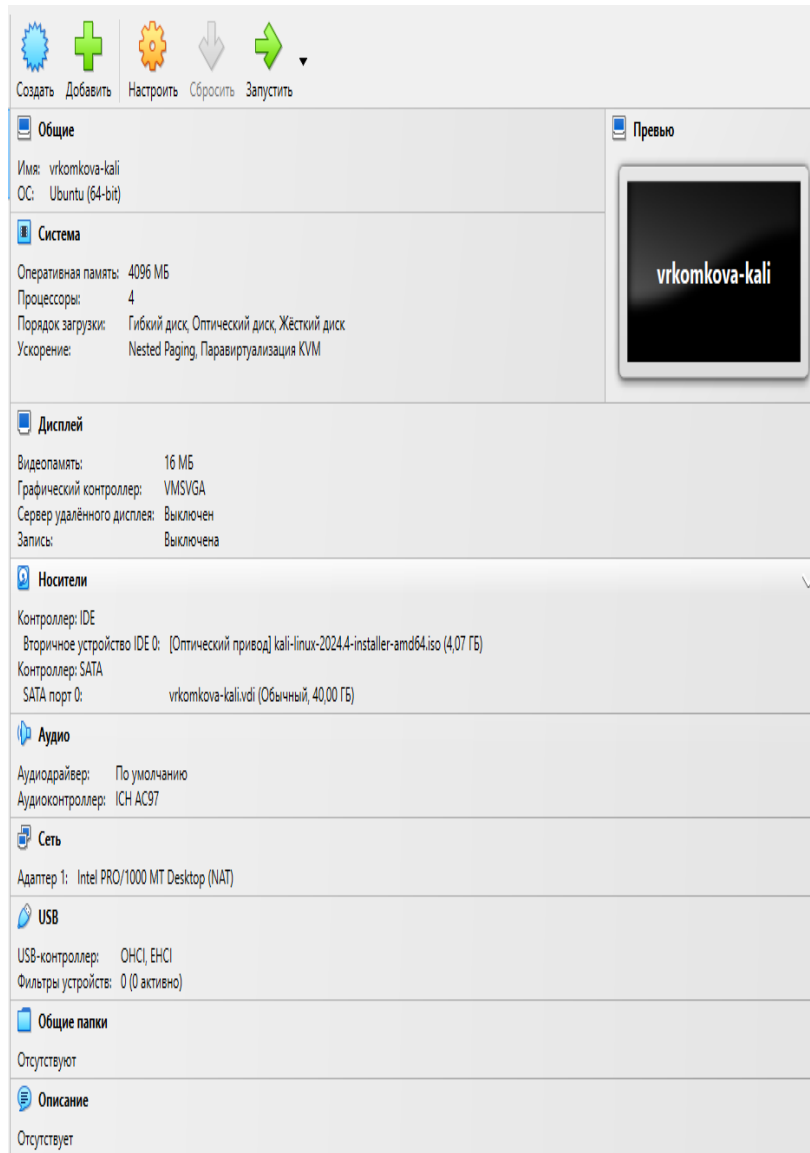 Создать Добавить Настроить Сбросить Запустить
Общие
Имя: vrkomkova-kali
ОС: Ubuntu (64-bit)
Превью
vrkomkova-kali
Система
Оперативная память: 4096 МБ
Процессоры: 4
Порядок загрузки: Гибкий диск, Оптический диск, Жёсткий диск
Ускорение: Nested Paging, Паравиртуализация KVM
Дисплей
Видеопамять: 16 МБ
Графический контроллер: VMSVGA
Сервер удалённого дисплея: Выключен
Запись: Выключена
Носители
Контроллер: IDE
Вторичное устройство IDE 0: [Оптический привод] kali-linux-2024.4-installer-amd64.iso (4,07 ГБ)
Контроллер: SATA
SATA порт 0: vrkomkova-kali.vdi (Обычный, 40,00 ГБ)
Аудио
Аудиодрайвер: По умолчанию
Аудиоконтроллер: ICH AC97
Сеть
Адаптер 1: Intel PRO/1000 MT Desktop (NAT)
USB
USB-контроллер: OHCI, EHCI
Фильтры устройств: 0 (0 активно)
Общие папки
Отсутствуют
Описание
Отсутствует